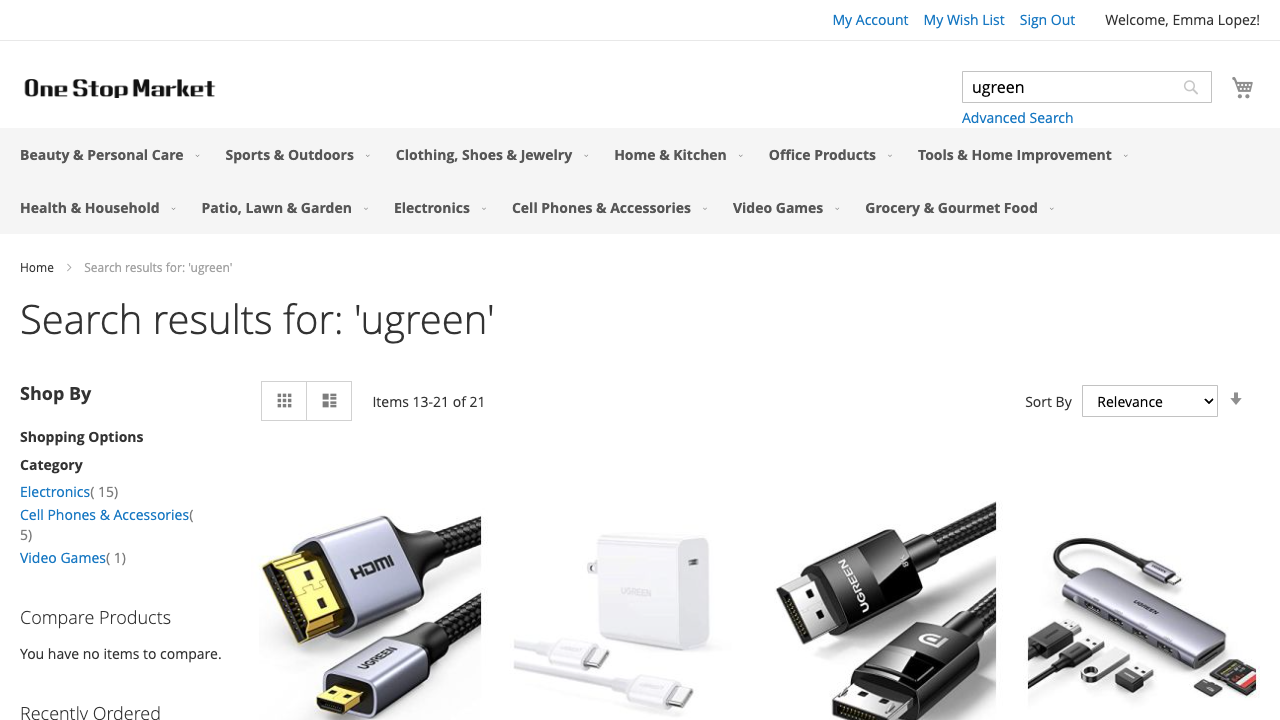 My Account My Wish List Sign Out Welcome, Emma Lopez!
One Stop Market
ugreen
Advanced Search
Beauty & Personal Care Sports & Outdoors Clothing, Shoes & Jewelry Home & Kitchen Office Products Tools & Home Improvement
Health & Household Patio, Lawn & Garden Electronics Cell Phones & Accessories Video Games Grocery & Gourmet Food
Home Search results for: 'ugreen'
Search results for: 'ugreen'
Shop By
Items 13-21 of 21
Sort By Relevance
Shopping Options
Category
Electronics( 15)
Cell Phones & Accessories(
5)
Video Games( 1)
Compare Products
You have no items to compare.
Recently Ordered
HDMI
UGREEN
UGREEN
UGREEN
UGREEN